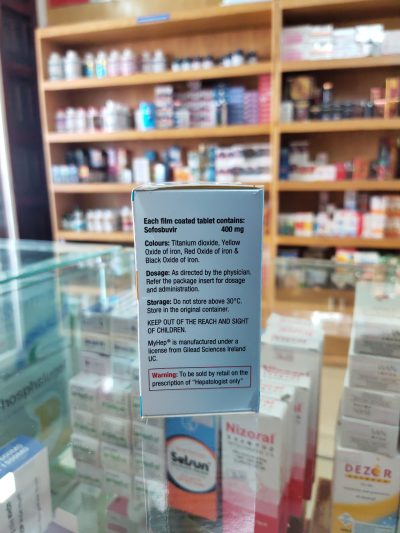 Each film coated tablet contains:
Sofosbuvir 400 mg
Colours: Titanium dioxide, Yellow
Oxide of iron, Red Oxide of iron &
Black Oxide of iron.
Dosage: As directed by the physician.
Refer the package insert for dosage
and administration.
Storage: Do not store above 30°C.
Store in the original container.
KEEP OUT OF THE REACH AND SIGHT
OF CHILDREN.
MyHep® is manufactured under a
license from Gilead Sciences Ireland
UC.
Warning: To be sold by retail on the
prescription of "Hepatologist only"
Selsun
Nizoral
DEZOR